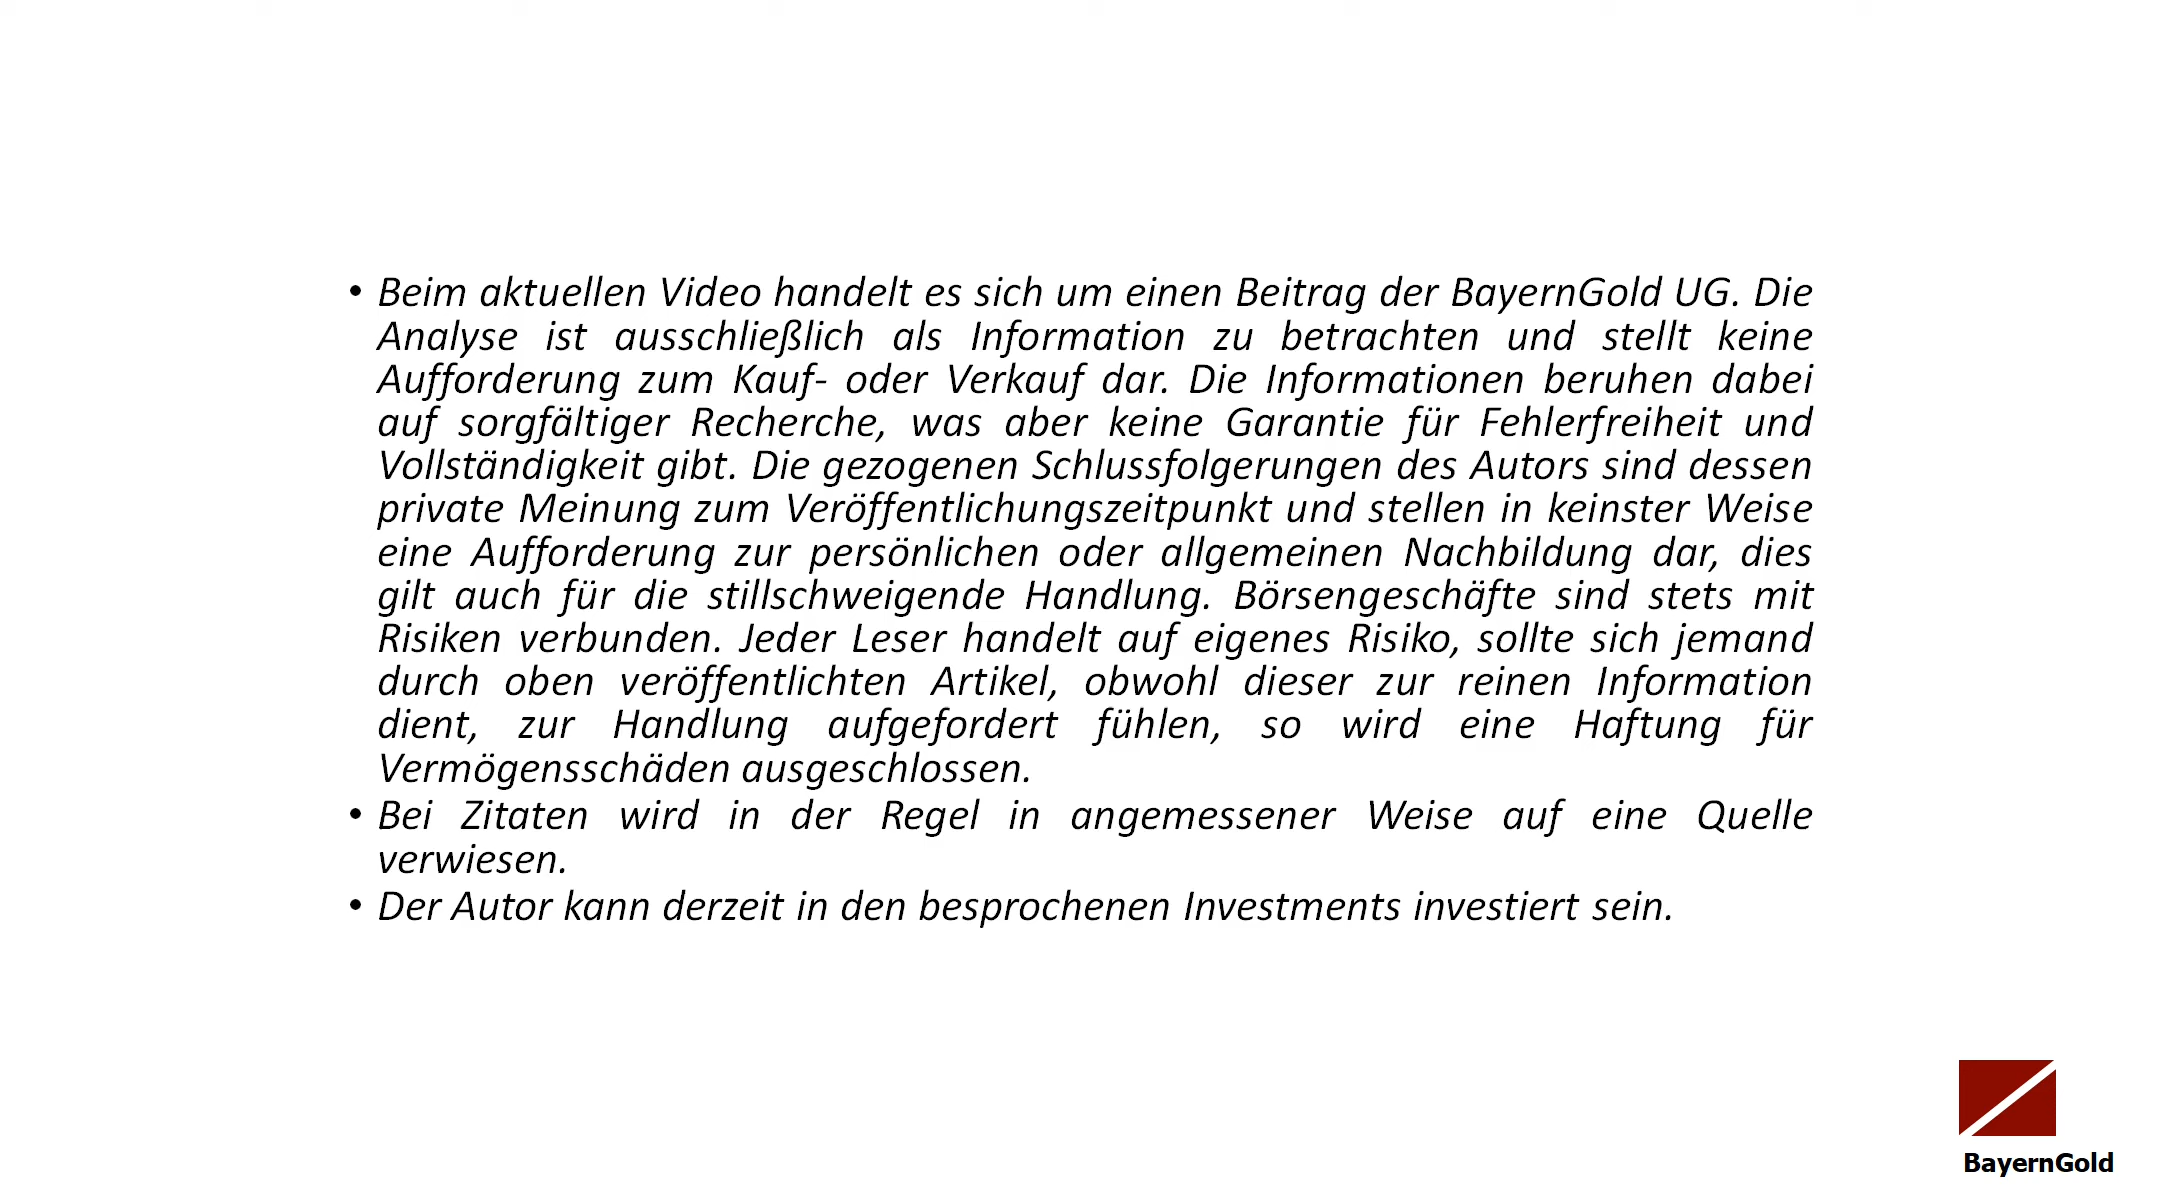 • Beim aktuellen Video handelt es sich um einen Beitrag der BayernGold UG. Die
Analyse ist ausschließlich als Information zu betrachten und stellt keine
Aufforderung zum Kauf- oder Verkauf dar. Die Informationen beruhen dabei
auf sorgfältiger Recherche, was aber keine Garantie für Fehlerfreiheit und
Vollständigkeit gibt. Die gezogenen Schlussfolgerungen des Autors sind dessen
private Meinung zum Veröffentlichungszeitpunkt und stellen in keinster Weise
eine Aufforderung zur persönlichen oder allgemeinen Nachbildung dar, dies
gilt auch für die stillschweigende Handlung. Börsengeschäfte sind stets mit
Risiken verbunden. Jeder Leser handelt auf eigenes Risiko, sollte sich jemand
durch oben veröffentlichten Artikel, obwohl dieser zur reinen Information
dient, zur Handlung aufgefordert fühlen, so wird eine Haftung für
Vermögensschäden ausgeschlossen.
• Bei Zitaten wird in der Regel in angemessener Weise auf eine Quelle
verwiesen.
• Der Autor kann derzeit in den besprochenen Investments investiert sein.
BayernGold